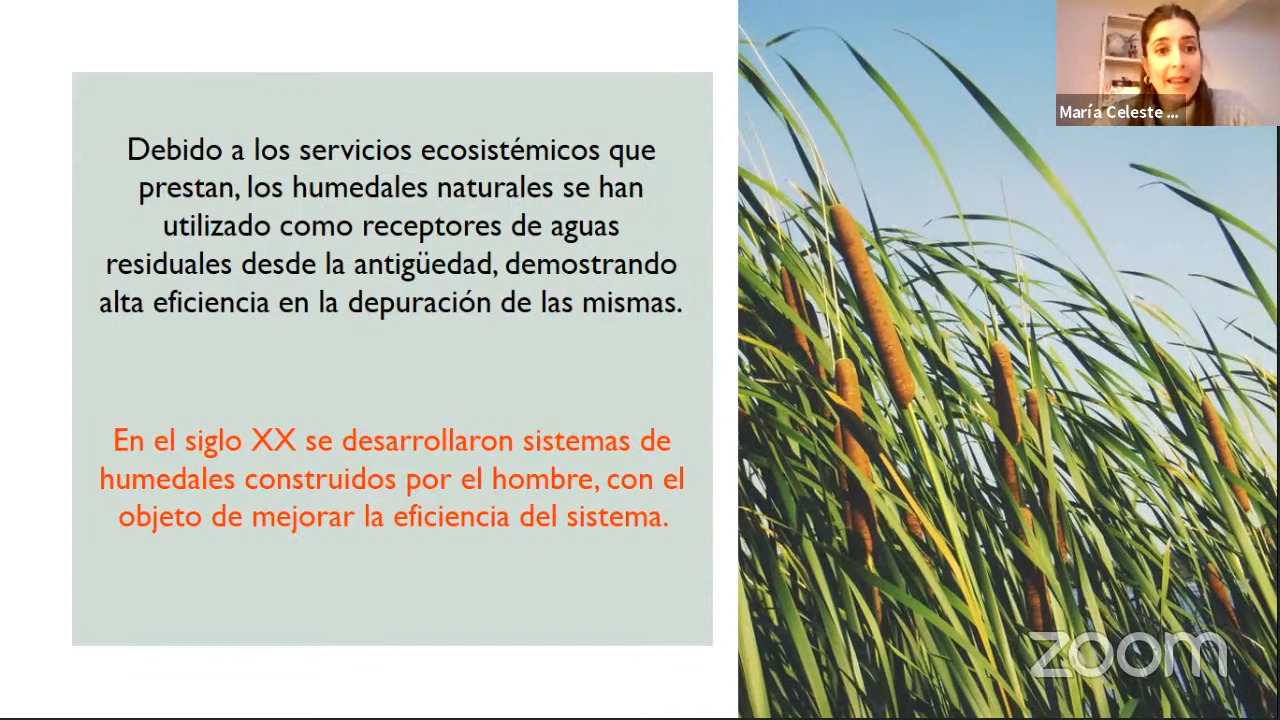 Debido a los servicios ecosistémicos que
prestan, los humedales naturales se han
utilizado como receptores de aguas
residuales desde la antigüedad, demostrando
alta eficiencia en la depuración de las mismas.
En el siglo XX se desarrollaron sistemas de
humedales construidos por el hombre, con el
objeto de mejorar la eficiencia del sistema.
María Celeste ...
zoom